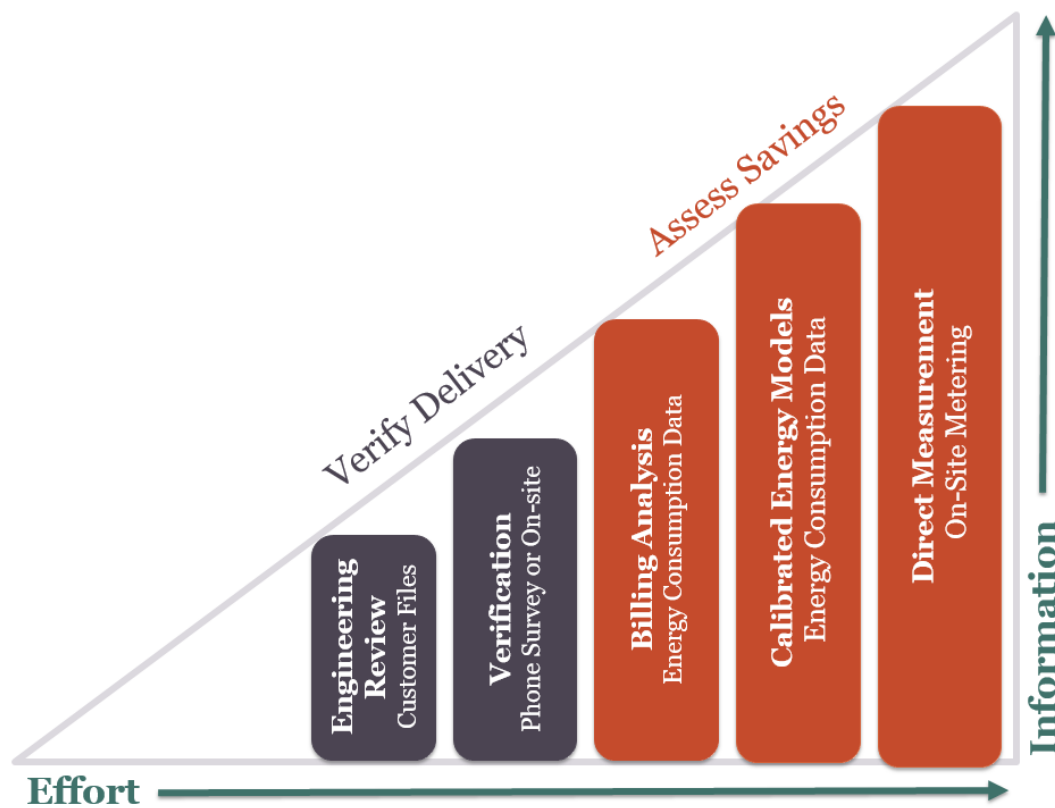 Verify Delivery
Assess Savings
Engineering
Review
Customer Files
Verification
Phone Survey or On-site
Billing Analysis
Energy Consumption Data
Calibrated Energy Models
Energy Consumption Data
Direct Measurement
On-Site Metering
Effort
Information